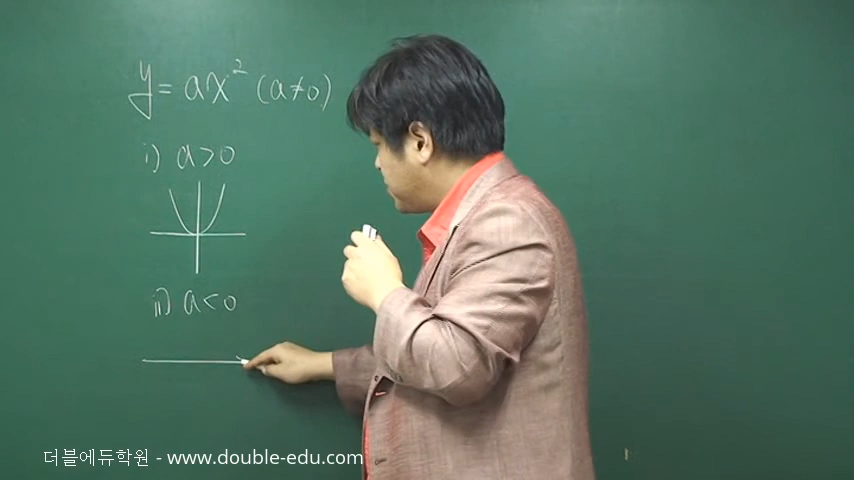 y = ax² (a≠0)
i) a>0
ii) a<0
더블에듀학원 - www.double-edu.com